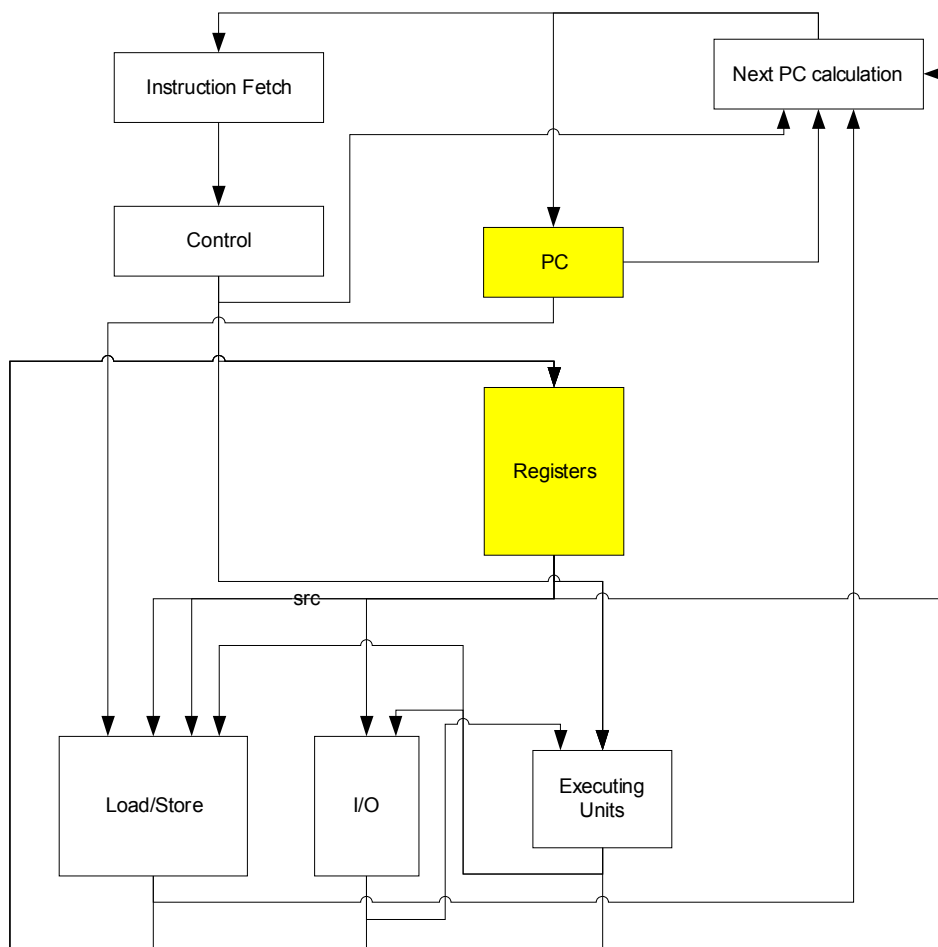 Instruction Fetch
Next PC calculation
Control
PC
Registers
src
Load/Store
I/O
Executing
Units